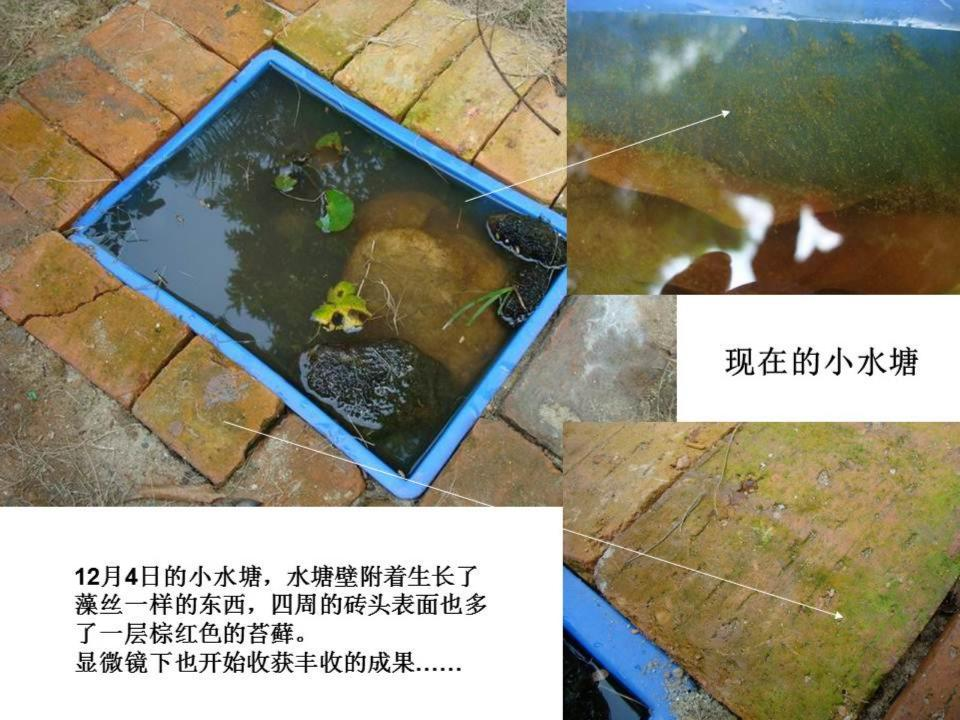 现在的小水塘
12月4日的小水塘，水塘壁附着生长了
藻丝一样的东西，四周的砖头表面也多
了一层棕红色的苔藓。
显微镜下也开始收获丰收的成果……